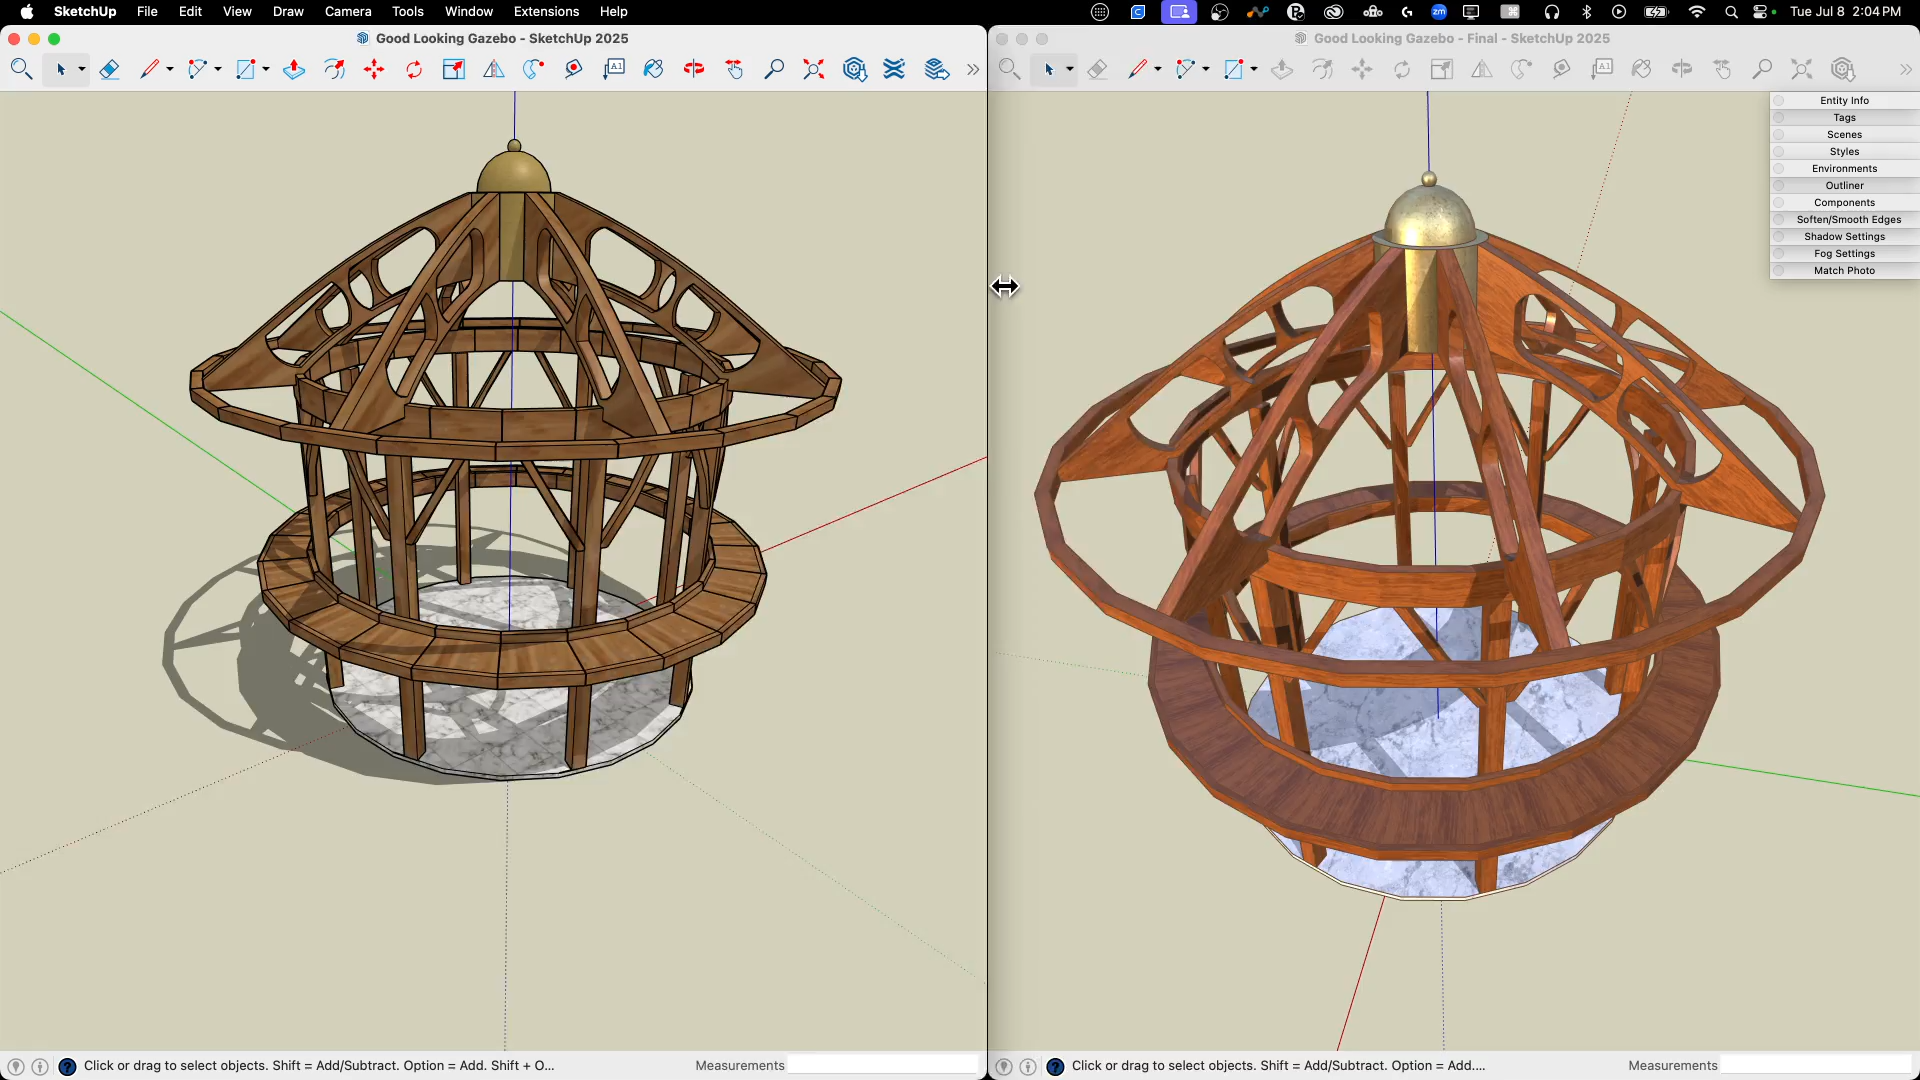 SketchUp File Edit View Draw Camera Tools Window Extensions Help
zm
Tue Jul 8 2:04 PM
Good Looking Gazebo - SketchUp 2025
Good Looking Gazebo - Final - SketchUp 2025
A1
A1
Entity Info
Tags
Scenes
Styles
Environments
Outliner
Components
Soften/Smooth Edges
Shadow Settings
Fog Settings
Match Photo
Click or drag to select objects. Shift = Add/Subtract. Option = Add. Shift + O...
Measurements
Click or drag to select objects. Shift = Add/Subtract. Option = Add....
Measurements